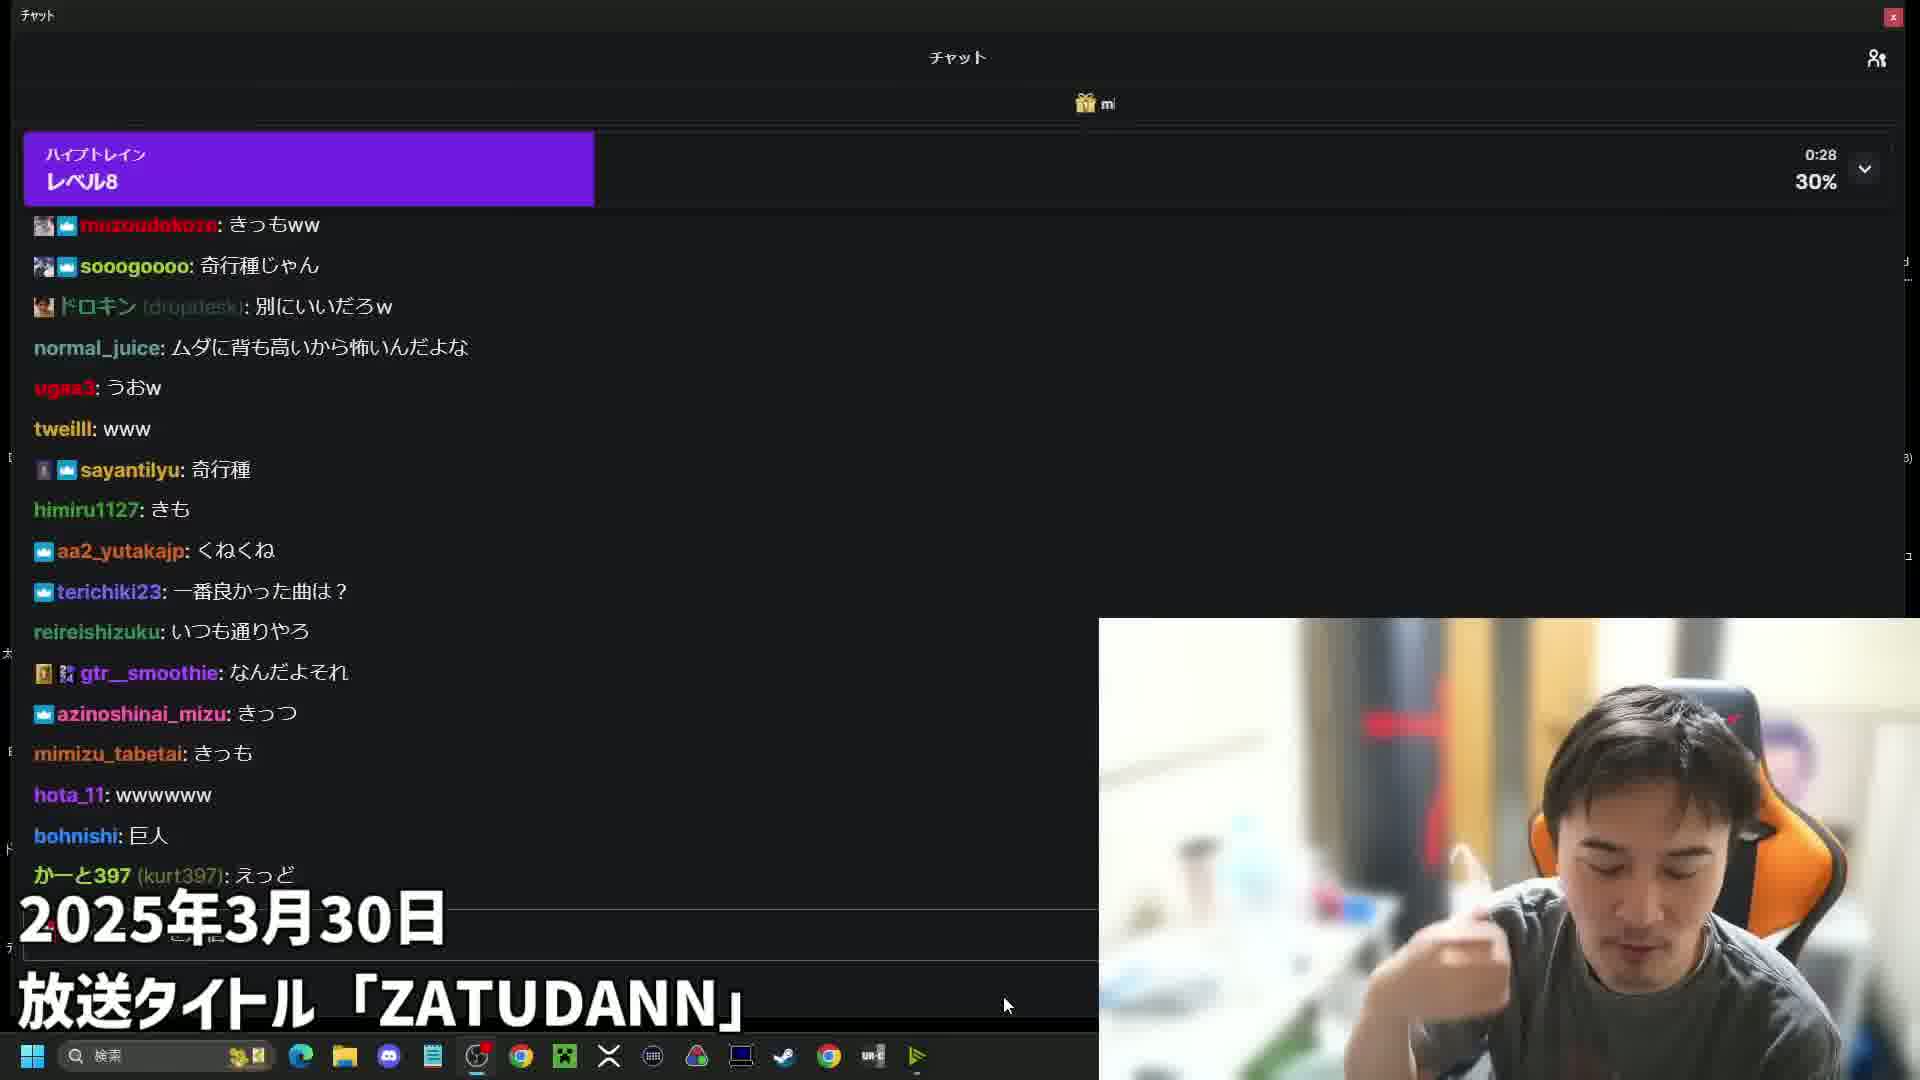 チャット
チャット
ハイプトレイン
レベル8
0:28
30%
muzoudokoze: きっもww
sooogoooo: 奇行種じゃん
ドロキン (dropdesk): 別にいいだろw
normal_juice: ムダに背も高いから怖いんだよな
ugaa3: うおw
tweilll: www
sayantilyu: 奇行種
himiru1127: きも
aa2_yutakajp: くねくね
terichiki23: 一番良かった曲は？
reireishizuku: いつも通りやろ
gtr__smoothie: なんだよそれ
azinoshinai_mizu: きっつ
mimizu_tabetai: きっも
hota_11: wwwwww
bohnishi: 巨人
かーと397 (kurt397): えっど
2025年3月30日
放送タイトル「ZATUDANN」
検索